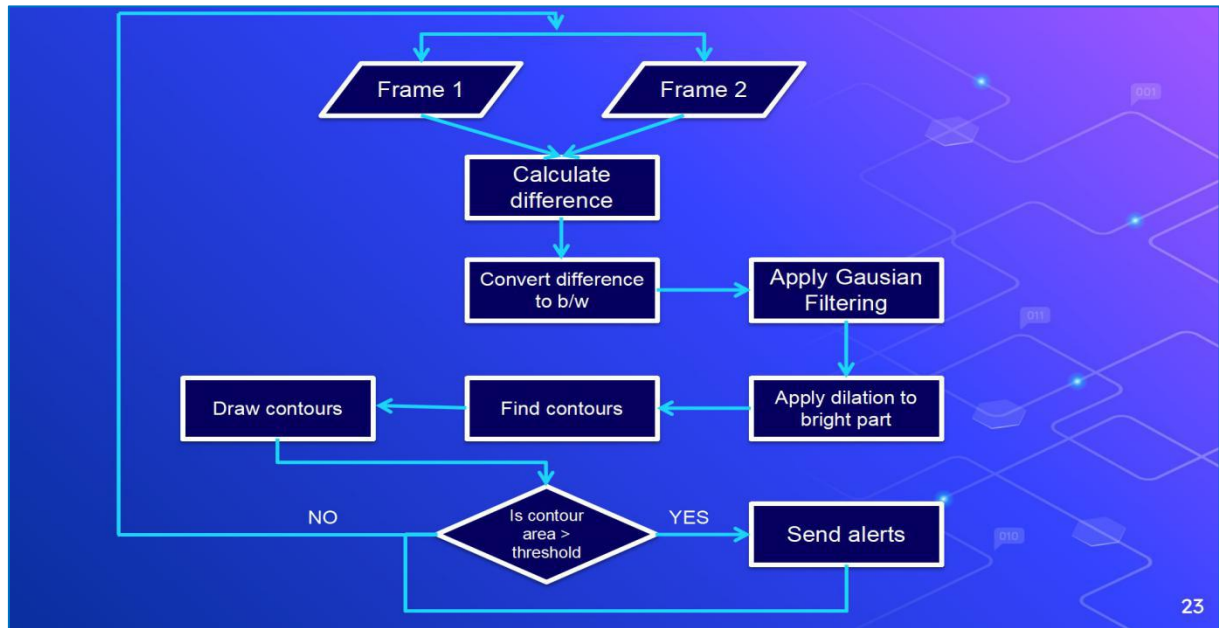 Frame 1
Frame 2
Calculate
difference
Convert difference
to b/w
Apply Gausian
Filtering
Draw contours
Find contours
Apply dilation to
bright part
NO
Is contour
area >
threshold
YES
Send alerts
001
011
010
23